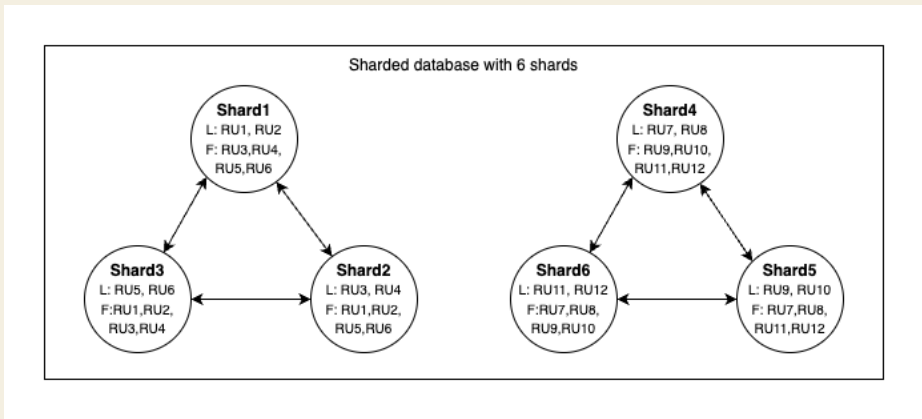 Sharded database with 6 shards
Shard1
L: RU1, RU2
F: RU3,RU4,
RU5,RU6
Shard4
L: RU7, RU8
F: RU9,RU10,
RU11,RU12
Shard3
L: RU5, RU6
F:RU1,RU2,
RU3,RU4
Shard2
L: RU3, RU4
F: RU1,RU2,
RU5,RU6
Shard6
L: RU11, RU12
F:RU7,RU8,
RU9,RU10
Shard5
L: RU9, RU10
F: RU7,RU8,
RU11,RU12